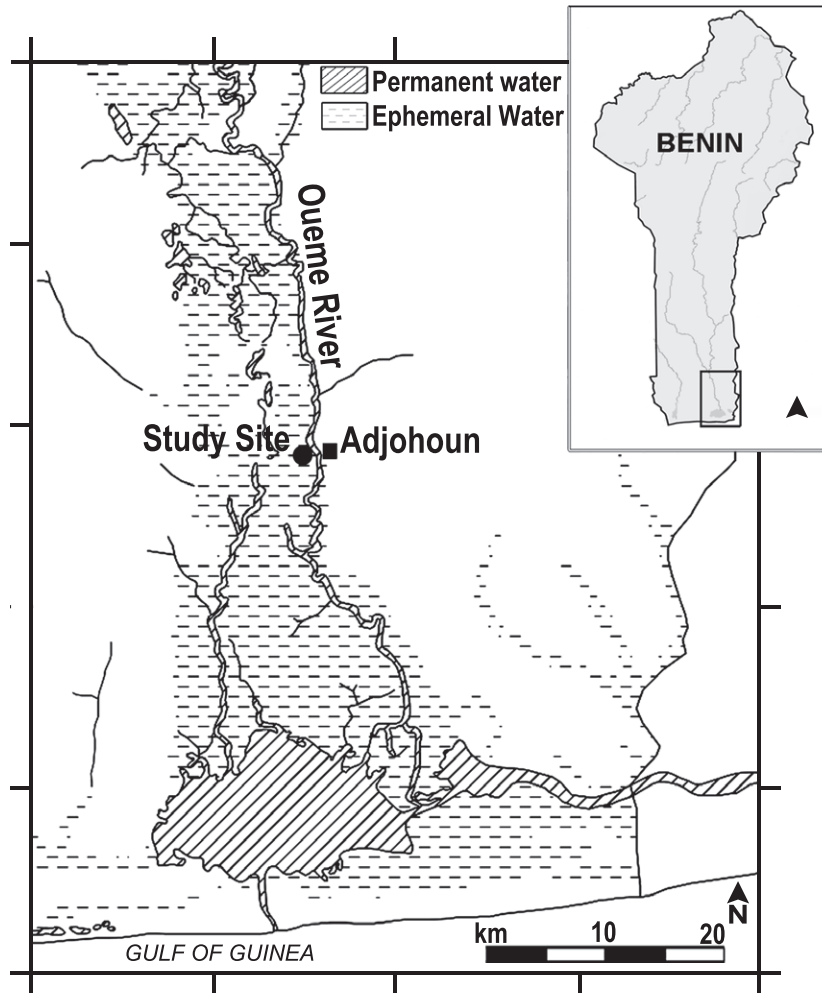 Permanent water
Ephemeral Water
BENIN
Oueme River
Study Site
Adjohoun
N
km 10 20
GULF OF GUINEA